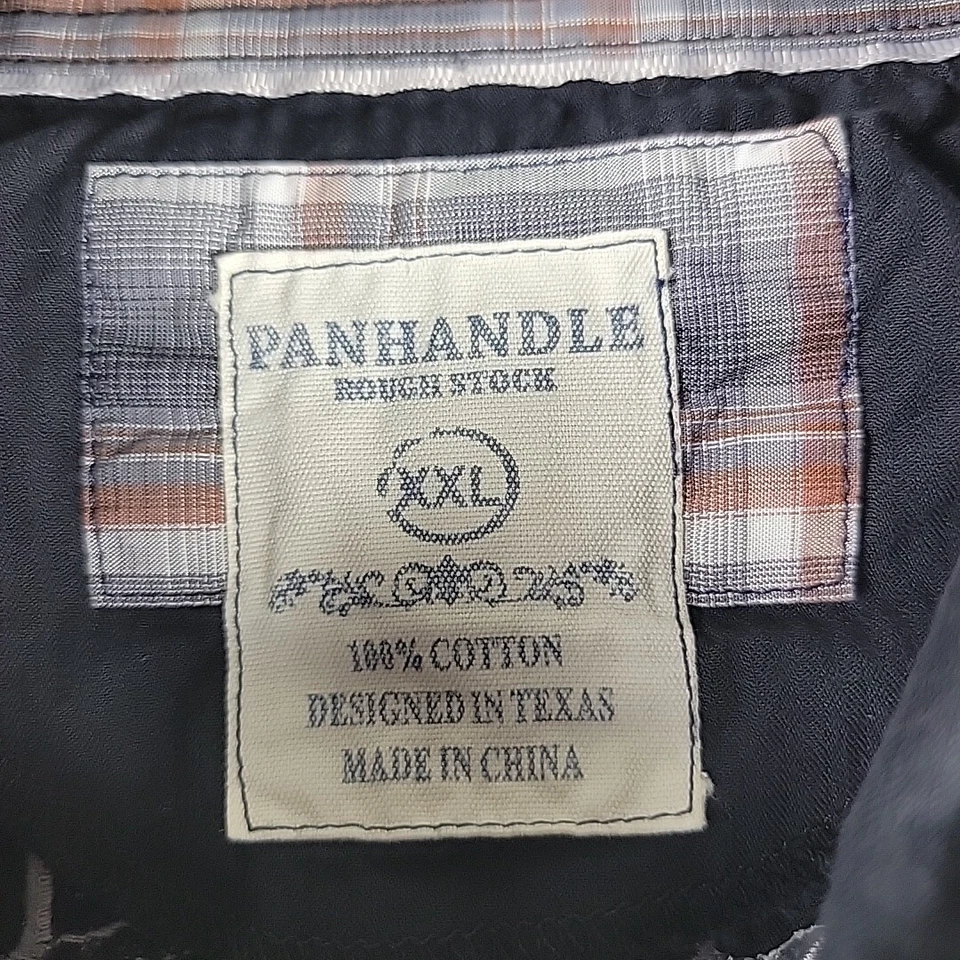 PANHANDLE
ROUGH STOCK
XXL
100% COTTON
DESIGNED IN TEXAS
MADE IN CHINA